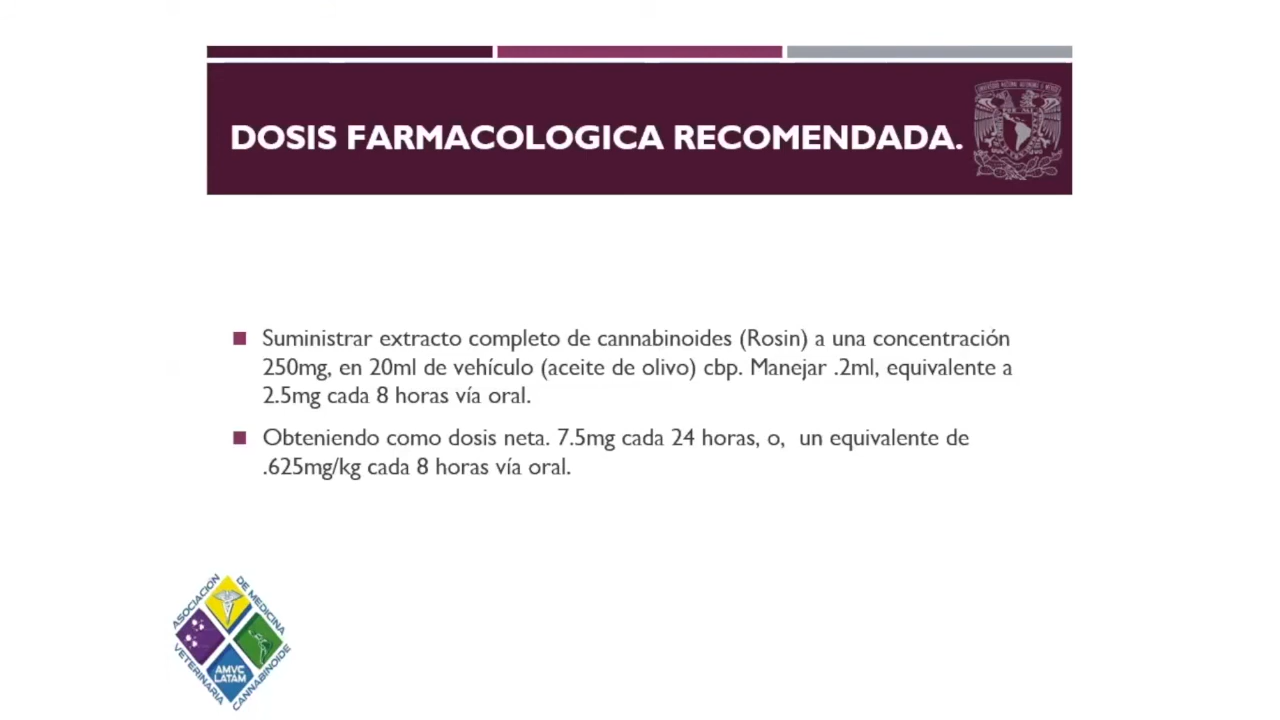 DOSIS FARMACOLOGICA RECOMENDADA.
Suministrar extracto completo de cannabinoides (Rosin) a una concentración
250mg, en 20ml de vehículo (aceite de olivo) cbp. Manejar .2ml, equivalente a
2.5mg cada 8 horas vía oral.
Obteniendo como dosis neta. 7.5mg cada 24 horas, o, un equivalente de
.625mg/kg cada 8 horas vía oral.
ASOCIACIÓN
DE MEDICINA
VETERINARIA
CANNABINOIDE
AMVC
LATAM